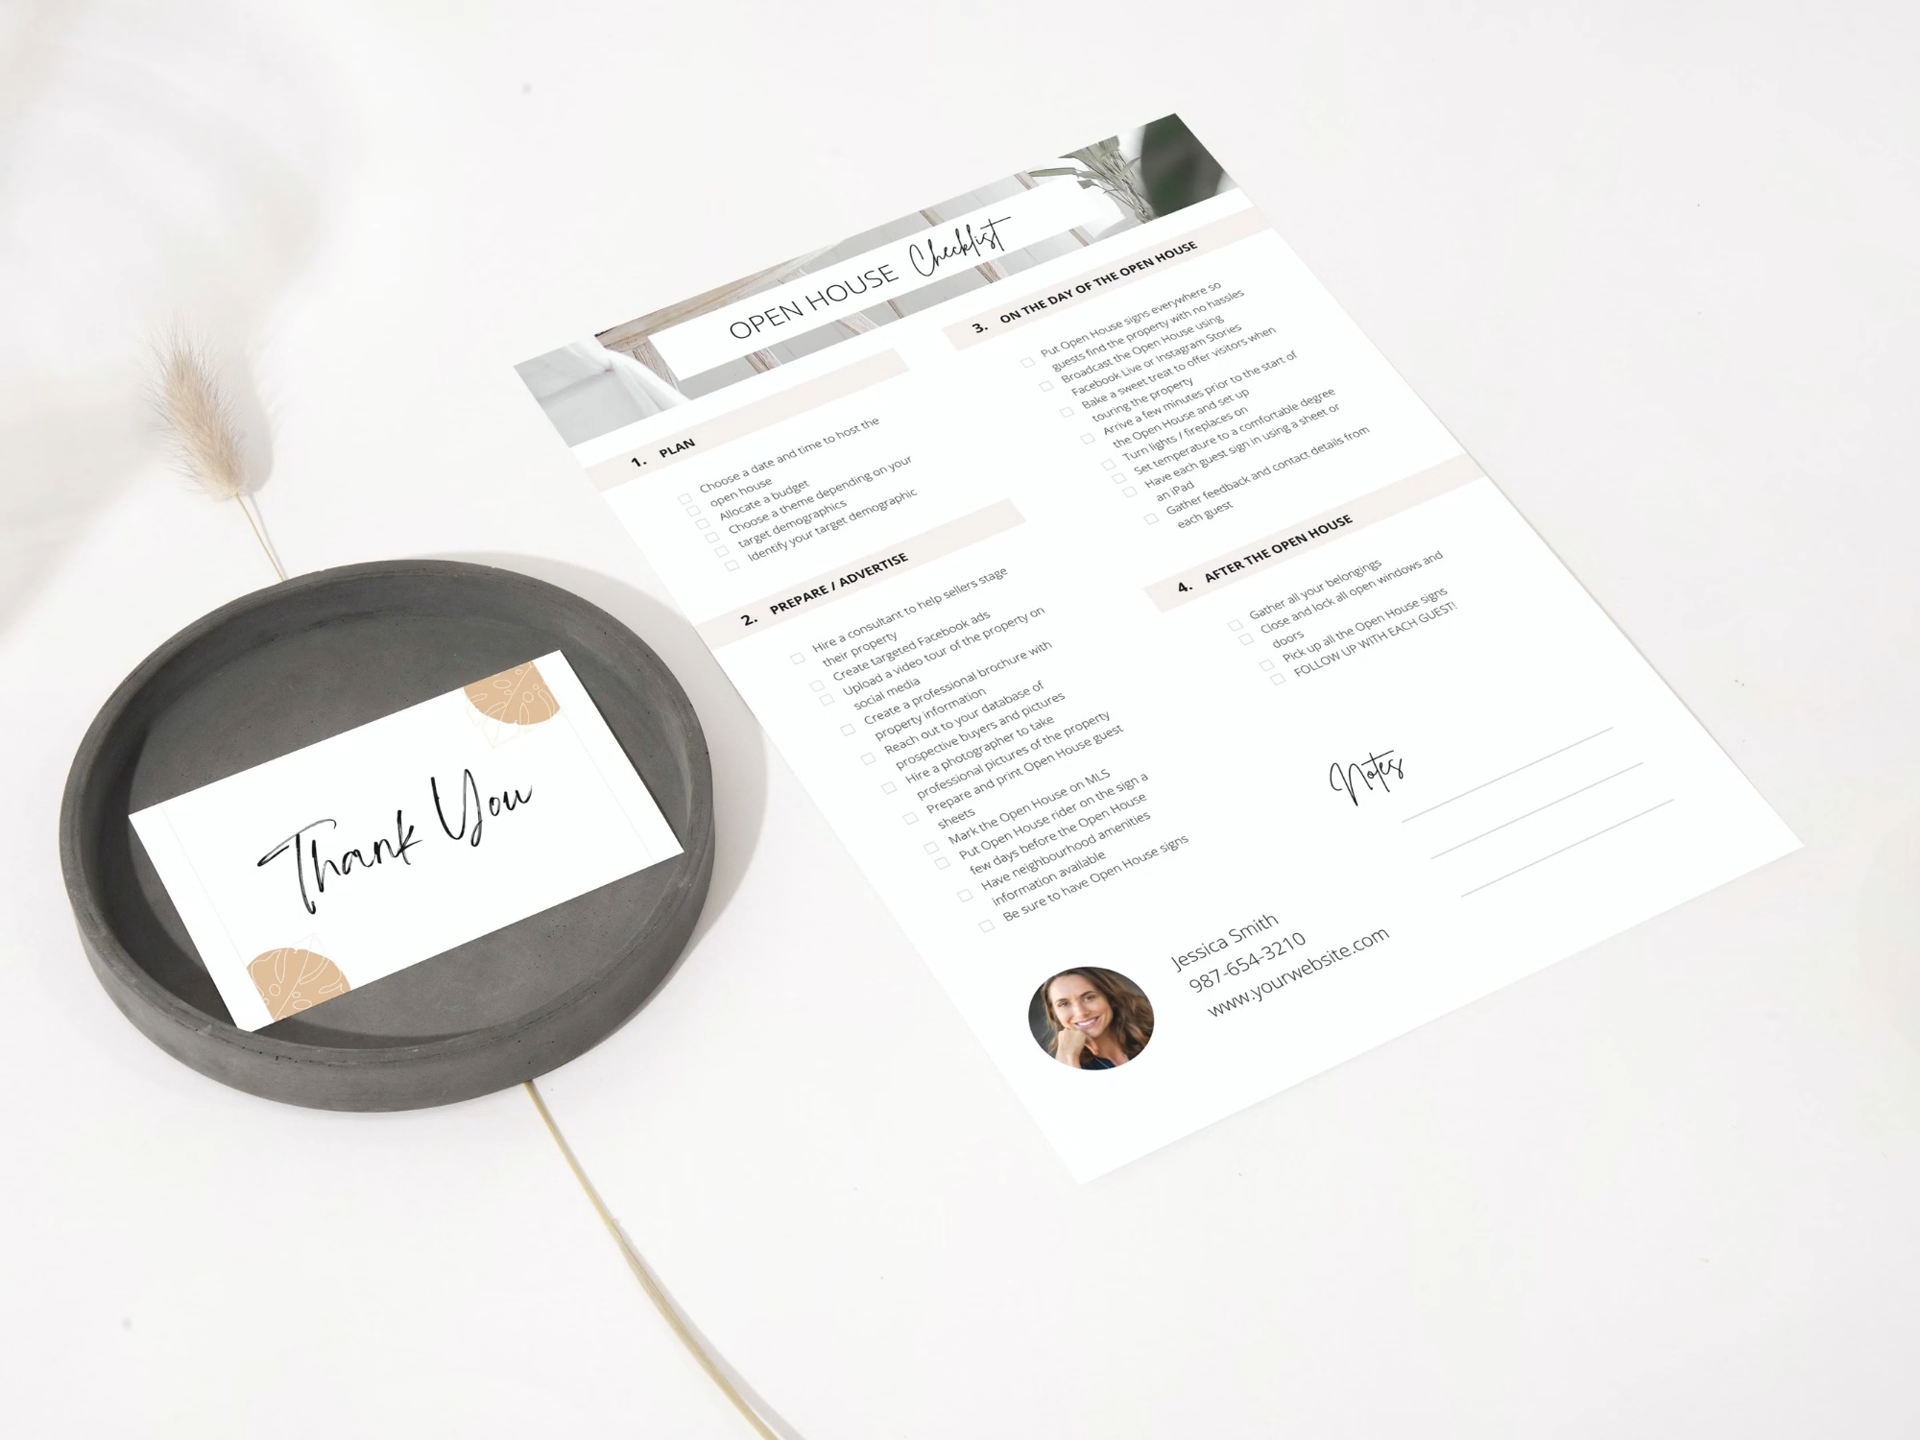 OPEN HOUSE Checklist
1. PLAN
Choose a date and time to host the
open house
Allocate a budget
Choose a theme depending on your
target demographics
Identify your target demographic
2. PREPARE / ADVERTISE
Hire a consultant to help sellers stage
their property
Create targeted Facebook ads
Upload a video tour of the property on
social media
Create a professional brochure with
property information
Reach out to your database of
prospective buyers and pictures
Hire a photographer to take
professional pictures of the property
Prepare and print Open House guest
sheets
Mark the Open House on MLS
Put Open House rider on the sign a
few days before the Open House
Have neighbourhood amenities
information available
Be sure to have Open House signs
3. ON THE DAY OF THE OPEN HOUSE
Put Open House signs everywhere so
guests find the property with no hassles
Broadcast the Open House using
Facebook Live or Instagram Stories
Bake a sweet treat to offer visitors when
touring the property
Arrive a few minutes prior to the start of
the Open House and set up
Turn lights / fireplaces on
Set temperature to a comfortable degree
Have each guest sign in using a sheet or
an iPad
Gather feedback and contact details from
each guest
4. AFTER THE OPEN HOUSE
Gather all your belongings
Close and lock all open windows and
doors
Pick up all the Open House signs
FOLLOW UP WITH EACH GUEST!
Notes
Jessica Smith
987-654-3210
www.yourwebsite.com
Thank You